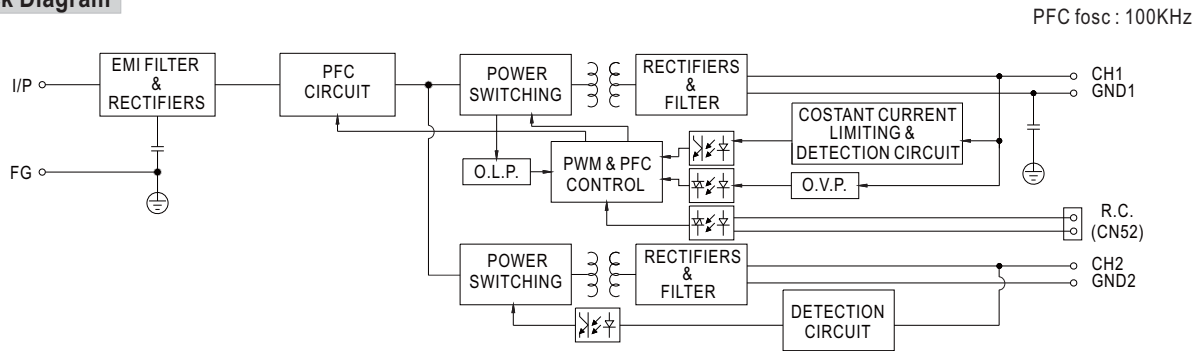 k Diagram
PFC fosc : 100KHz
I/P
EMI FILTER
&
RECTIFIERS
PFC
CIRCUIT
POWER
SWITCHING
RECTIFIERS
&
FILTER
CH1
GND1
COSTANT CURRENT
LIMITING &
DETECTION CIRCUIT
FG
O.L.P.
PWM & PFC
CONTROL
O.V.P.
R.C.
(CN52)
POWER
SWITCHING
RECTIFIERS
&
FILTER
CH2
GND2
DETECTION
CIRCUIT